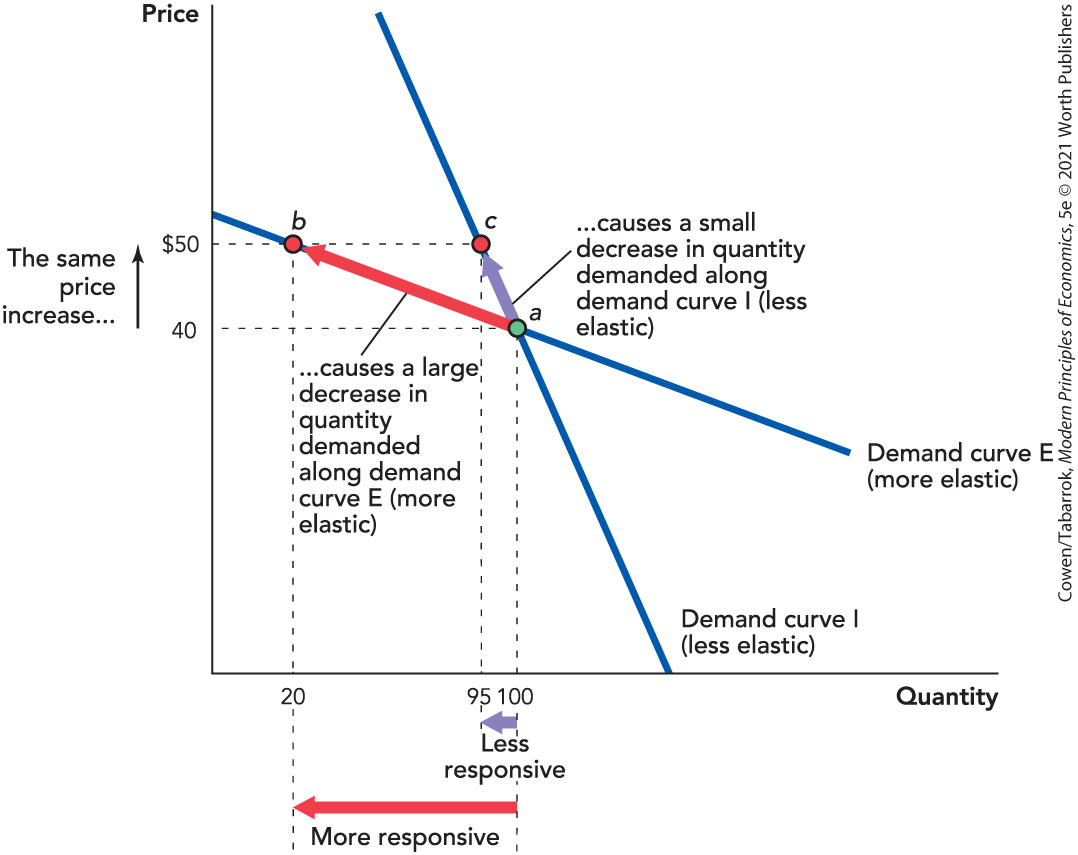 Price
b
c
...causes a small
decrease in quantity
demanded along
demand curve I (less
elastic)
$50
The same
price
increase...
a
40
...causes a large
decrease in
quantity
demanded
along demand
curve E (more
elastic)
Demand curve E
(more elastic)
Demand curve I
(less elastic)
20
95 100
Quantity
Less
responsive
More responsive
Cowen/Tabarrok, Modern Principles of Economics, 5e © 2021 Worth Publishers